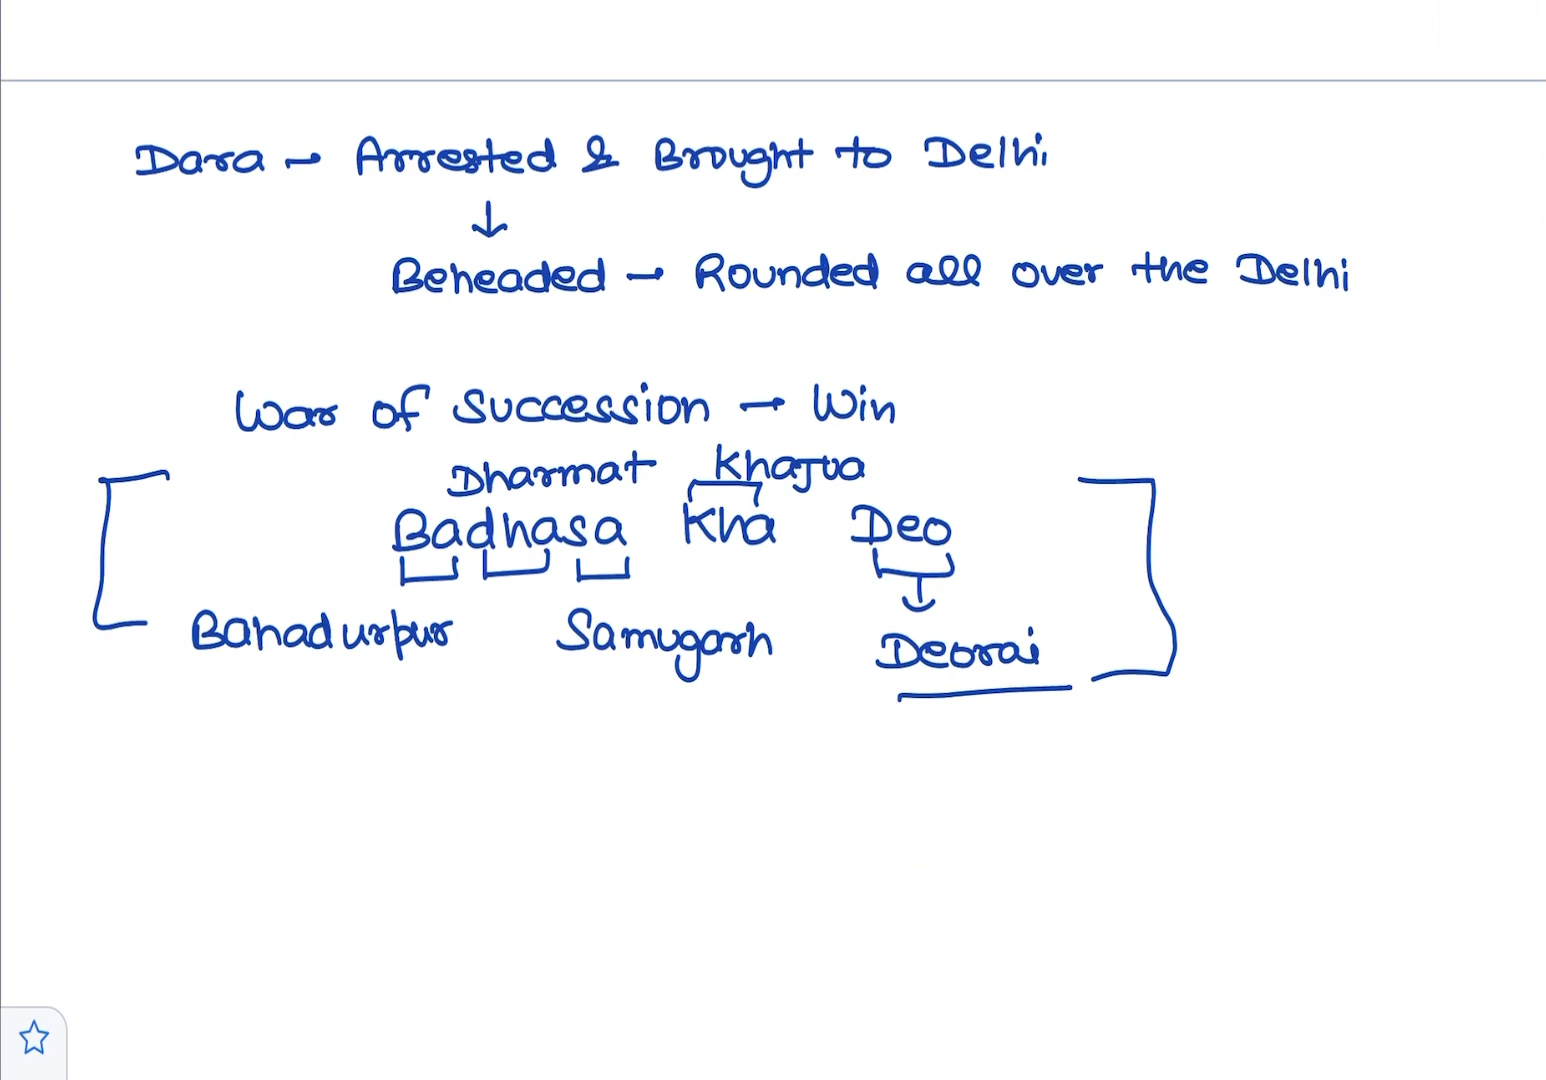 Dara → Arrested & Brought to Delhi
↓
Beheaded → Rounded all over the Delhi
War of Succession → Win
Dharmat Khajua
Badhasa Kha Deo
↓
Bahadurpur Samugarh Deorai